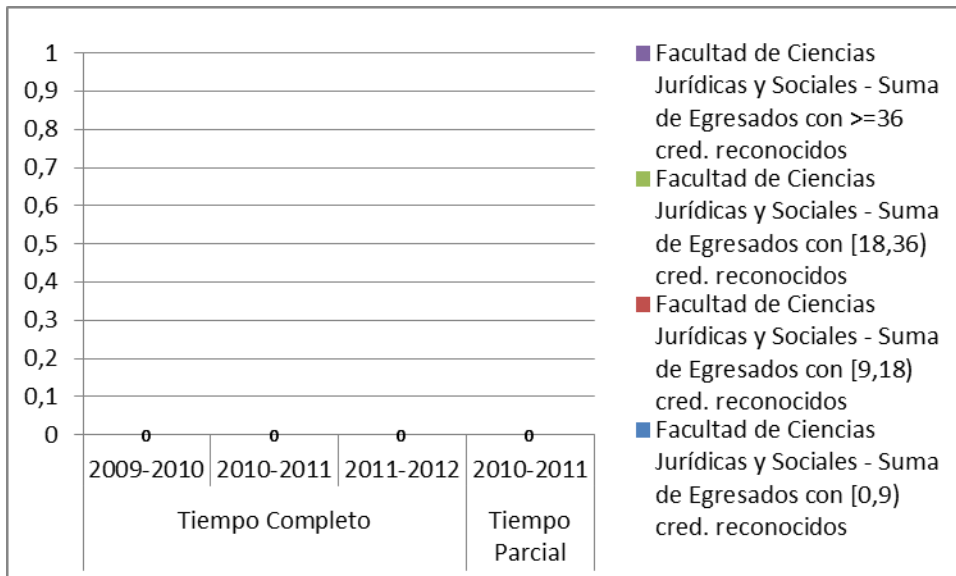 1
0,9
0,8
0,7
0,6
0,5
0,4
0,3
0,2
0,1
0
0 0 0 0
2009-2010 2010-2011 2011-2012 2010-2011
Tiempo Completo
Tiempo
Parcial
Facultad de Ciencias
Jurídicas y Sociales - Suma
de Egresados con >=36
cred. reconocidos
Facultad de Ciencias
Jurídicas y Sociales - Suma
de Egresados con [18,36)
cred. reconocidos
Facultad de Ciencias
Jurídicas y Sociales - Suma
de Egresados con [9,18)
cred. reconocidos
Facultad de Ciencias
Jurídicas y Sociales - Suma
de Egresados con [0,9)
cred. reconocidos